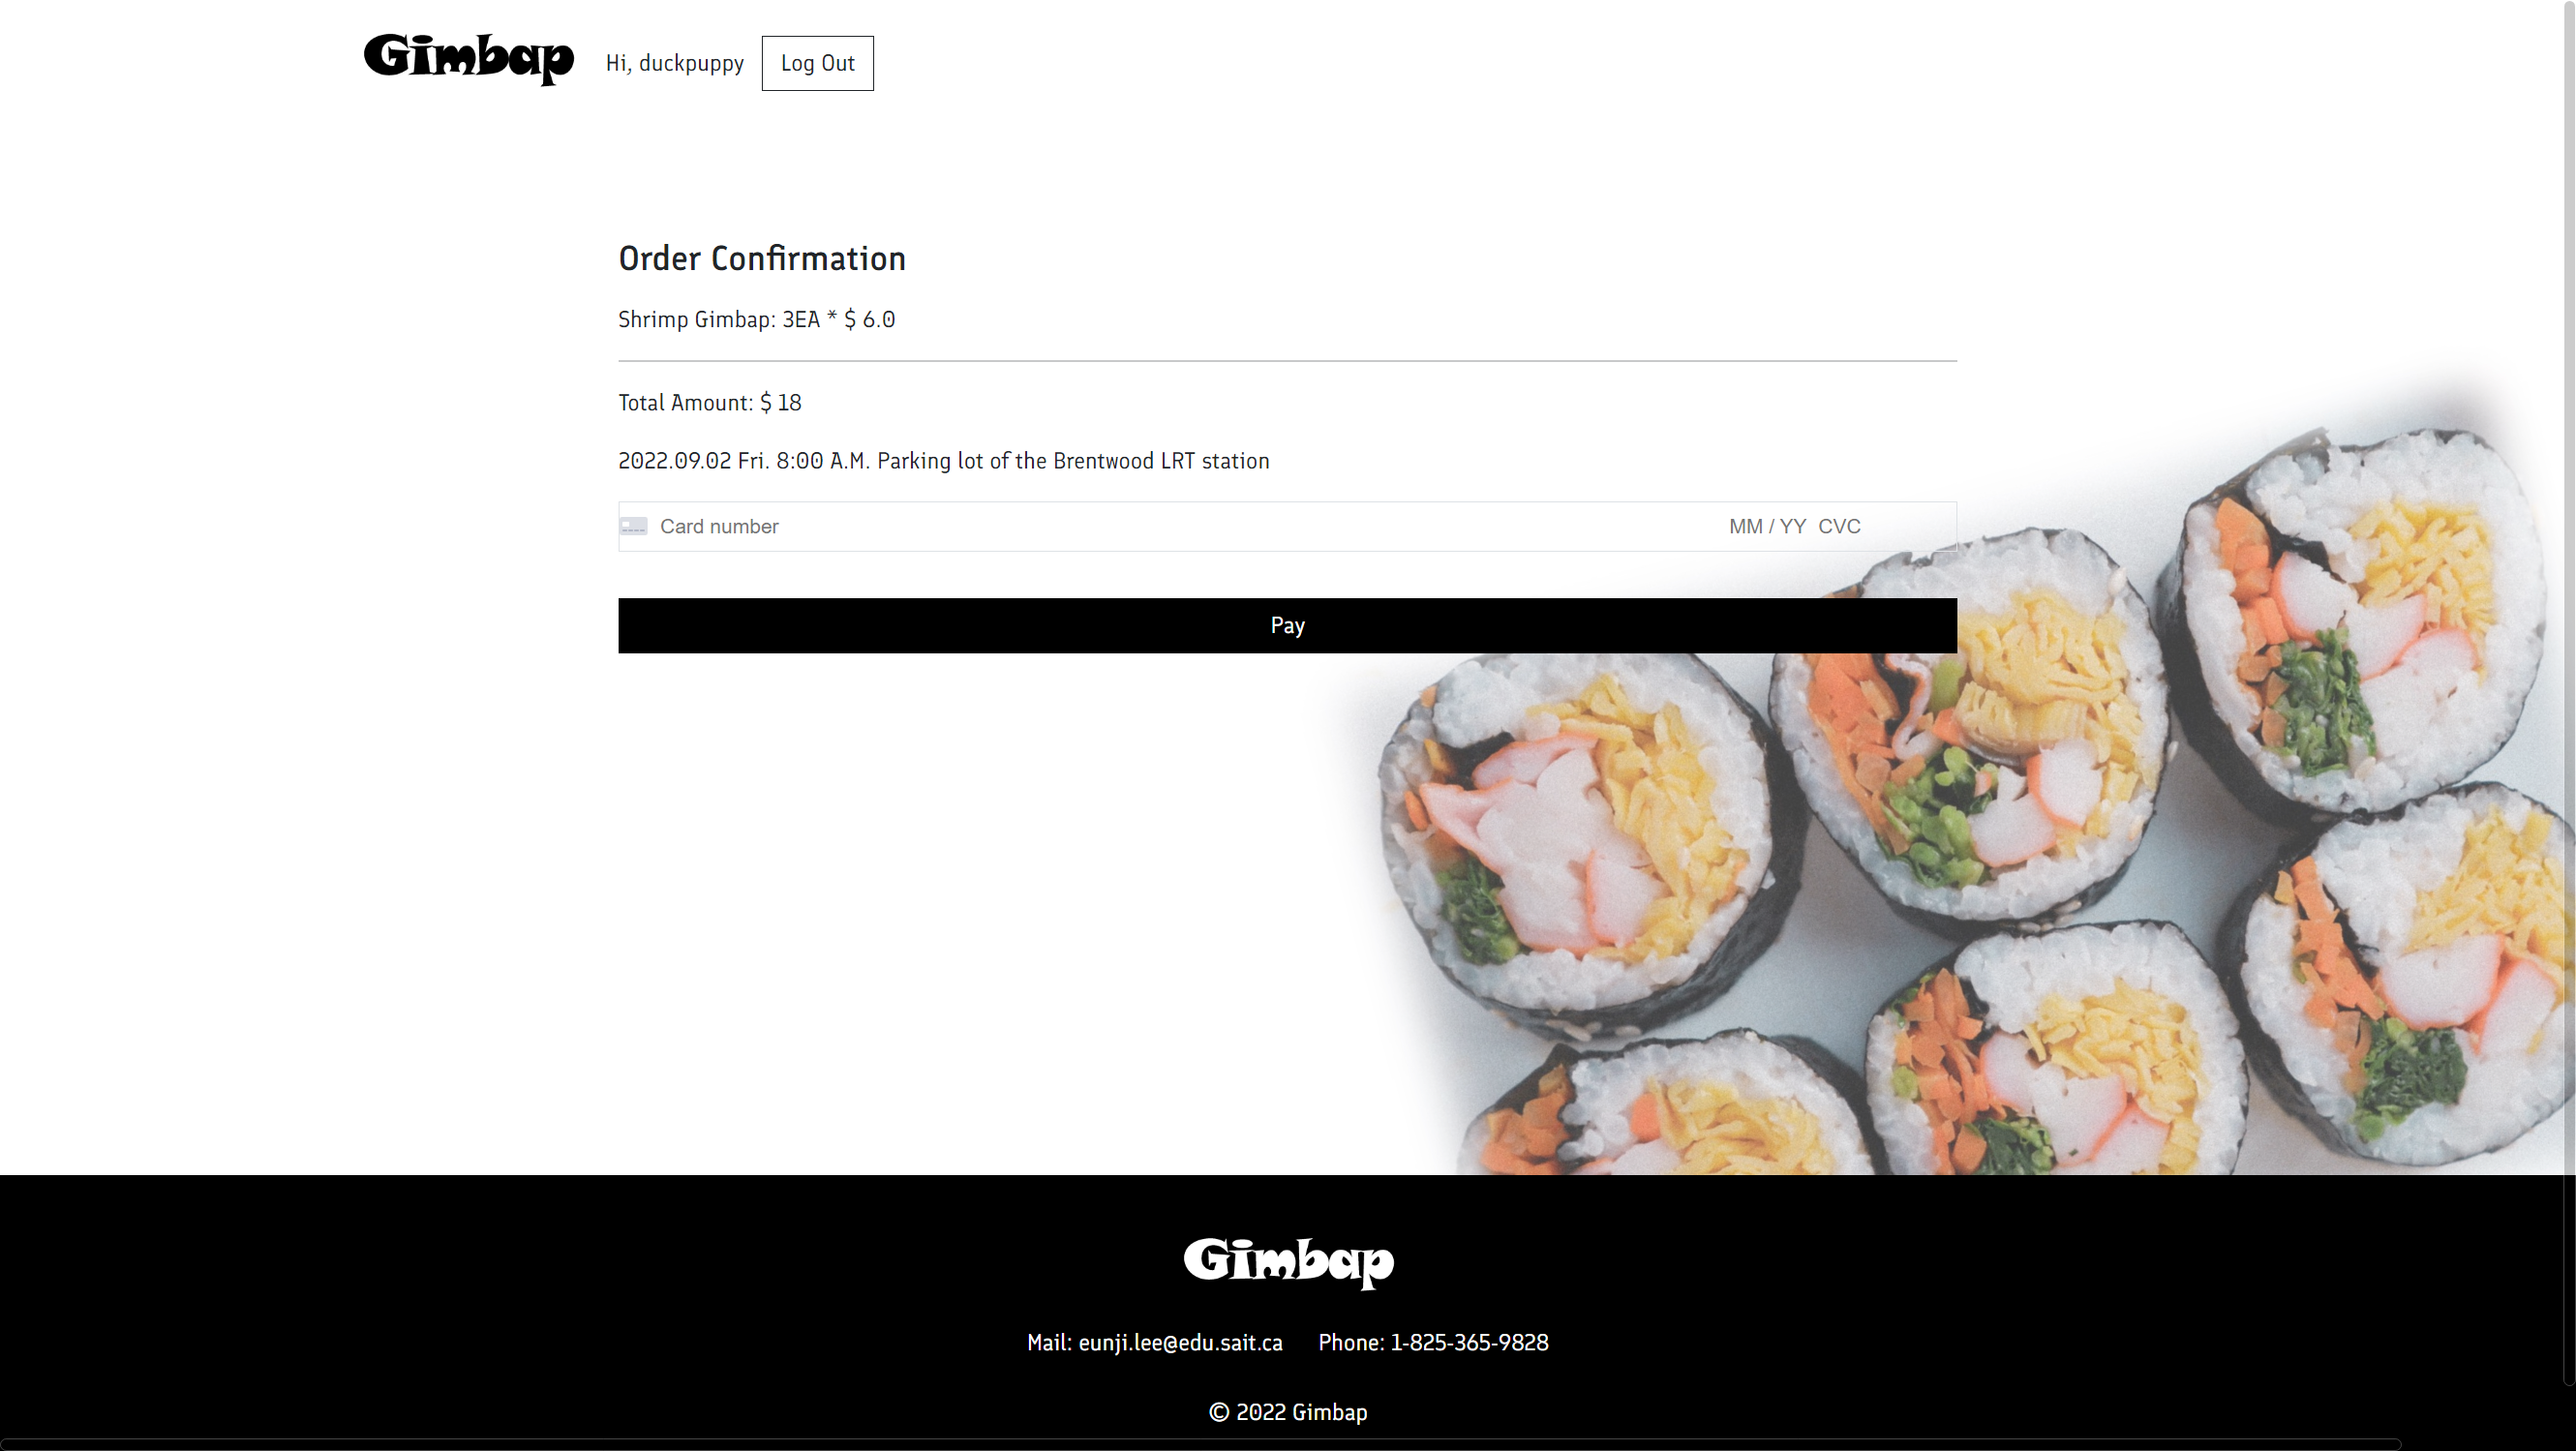 Gimbap Hi, duckpuppy Log Out
Order Confirmation
Shrimp Gimbap: 3EA * $ 6.0
Total Amount: $ 18
2022.09.02 Fri. 8:00 A.M. Parking lot of the Brentwood LRT station
Card number MM / YY CVC
Pay
Gimbap
Mail: eunji.lee@edu.sait.ca Phone: 1-825-365-9828
© 2022 Gimbap